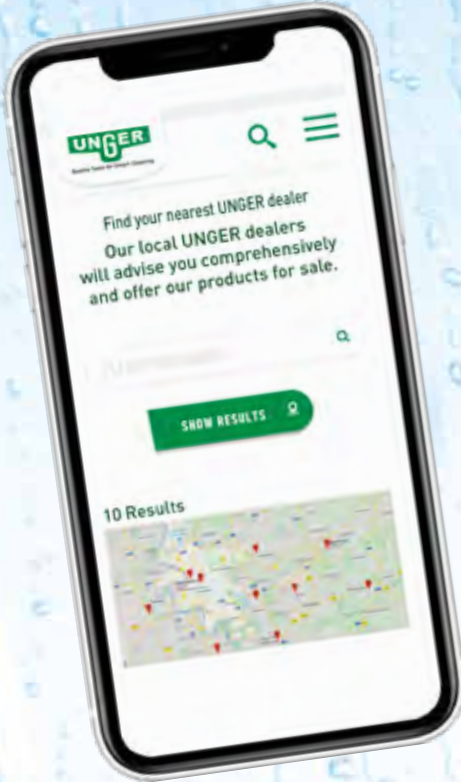 UNGER
Find your nearest UNGER dealer
Our local UNGER dealers
will advise you comprehensively
and offer our products for sale.
SHOW RESULTS
10 Results